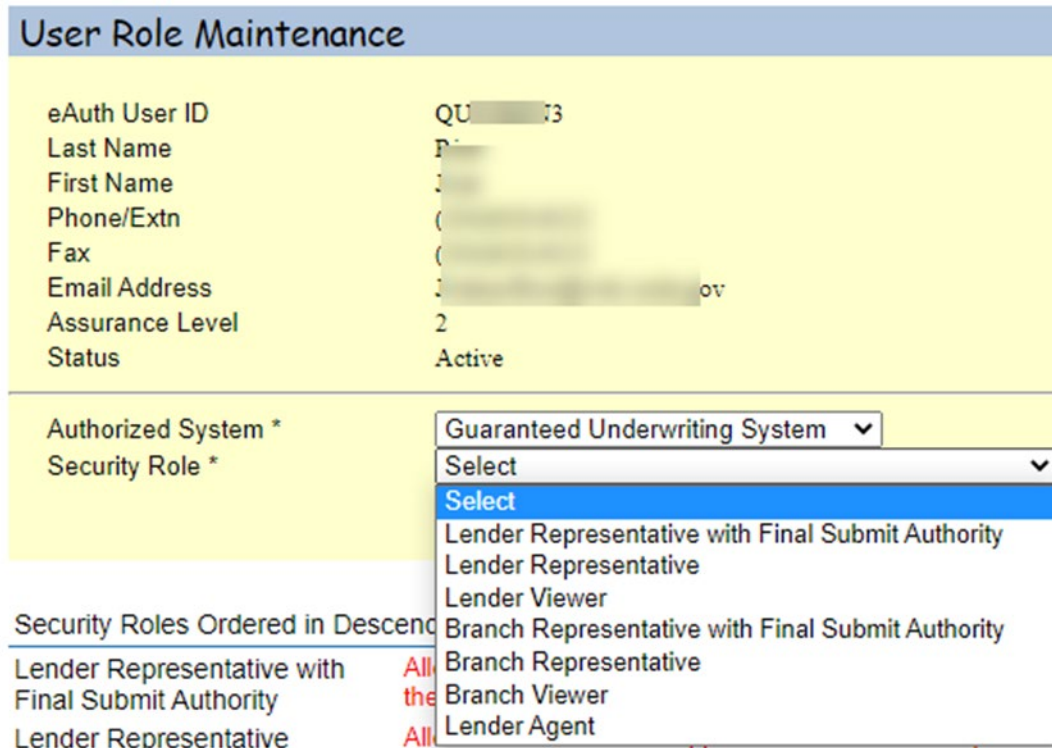 User Role Maintenance
eAuth User ID QU J3
Last Name
First Name J
Phone/Extn (
Fax (
Email Address J ov
Assurance Level 2
Status Active
Authorized System * Guaranteed Underwriting System
Security Role * Select
Select
Lender Representative with Final Submit Authority
Lender Representative
Lender Viewer
Branch Representative with Final Submit Authority
Branch Representative
Branch Viewer
Lender Agent
Security Roles Ordered in Descend
Lender Representative with All
Final Submit Authority the
Lender Representative All